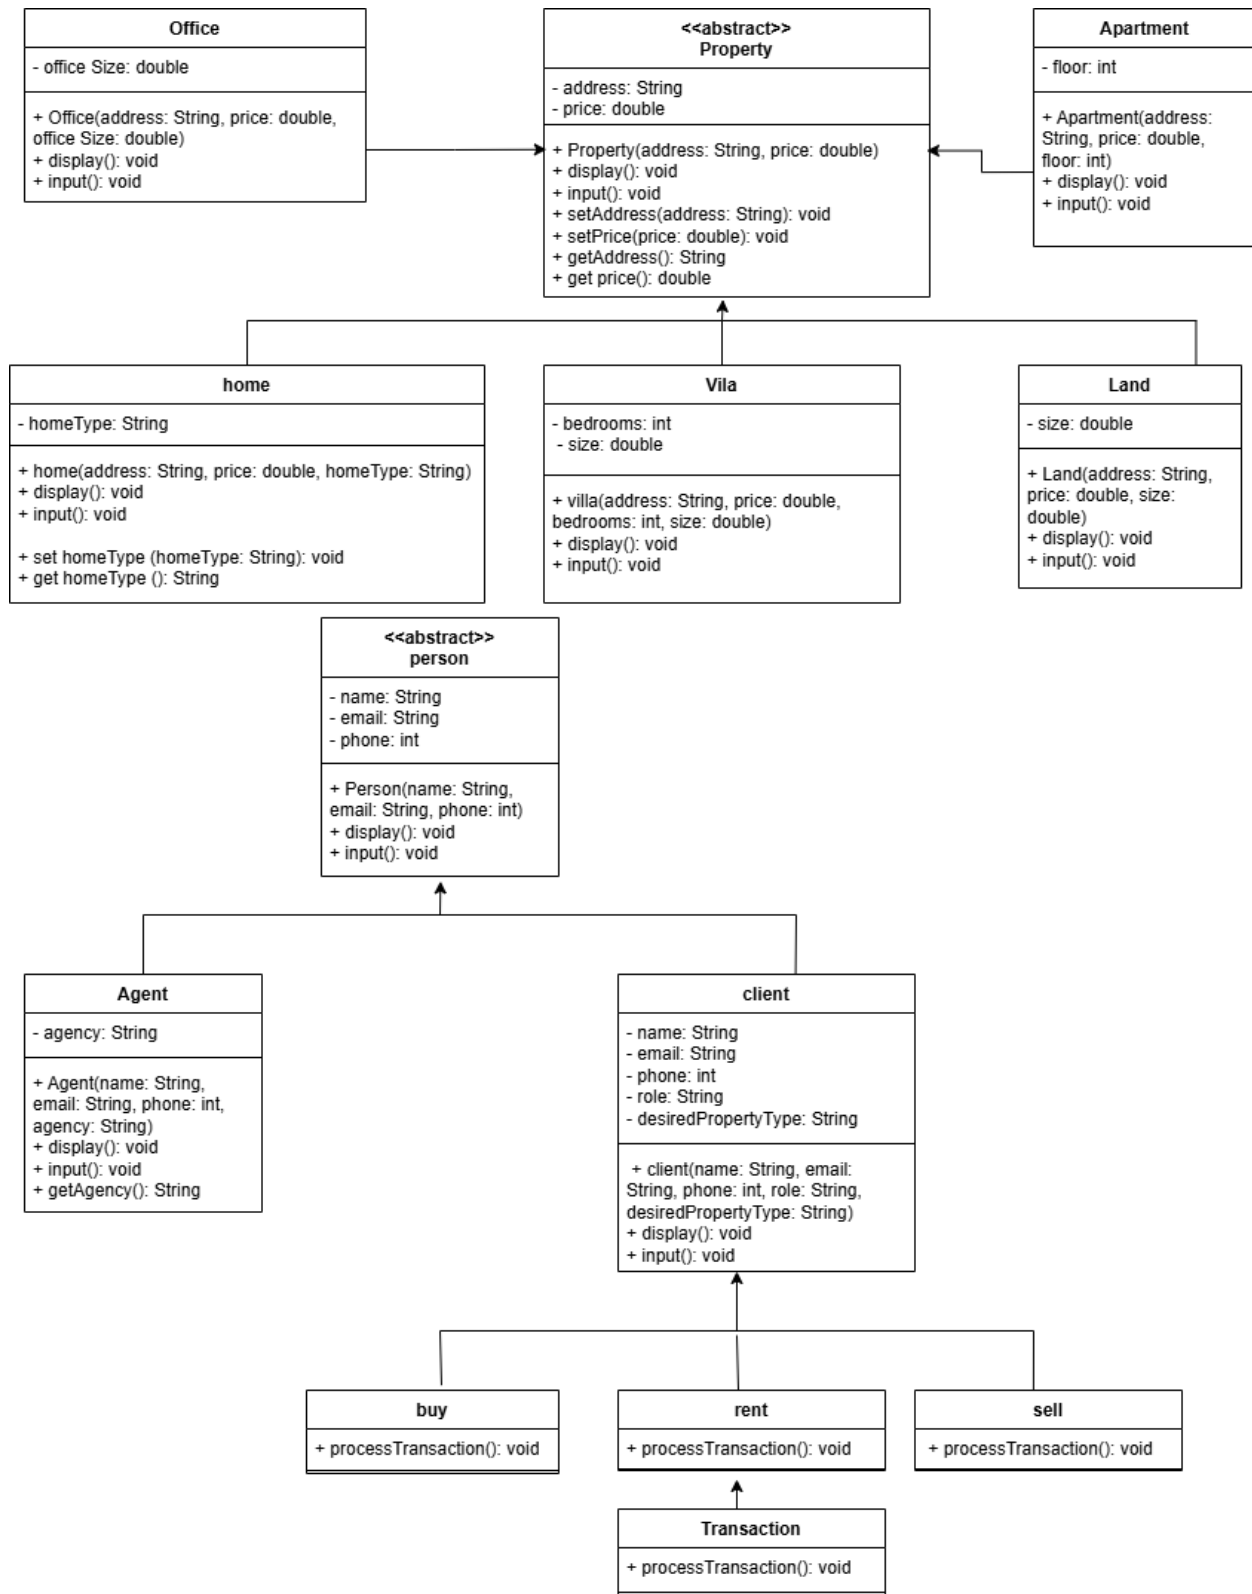 Office
- office Size: double
+ Office(address: String, price: double,
office Size: double)
+ display(): void
+ input(): void
<<abstract>>
Property
- address: String
- price: double
+ Property(address: String, price: double)
+ display(): void
+ input(): void
+ setAddress(address: String): void
+ setPrice(price: double): void
+ getAddress(): String
+ get price(): double
Apartment
- floor: int
+ Apartment(address:
String, price: double,
floor: int)
+ display(): void
+ input(): void
home
- homeType: String
+ home(address: String, price: double, homeType: String)
+ display(): void
+ input(): void
+ set homeType (homeType: String): void
+ get homeType (): String
Vila
- bedrooms: int
- size: double
+ villa(address: String, price: double,
bedrooms: int, size: double)
+ display(): void
+ input(): void
Land
- size: double
+ Land(address: String,
price: double, size:
double)
+ display(): void
+ input(): void
<<abstract>>
person
- name: String
- email: String
- phone: int
+ Person(name: String,
email: String, phone: int)
+ display(): void
+ input(): void
Agent
- agency: String
+ Agent(name: String,
email: String, phone: int,
agency: String)
+ display(): void
+ input(): void
+ getAgency(): String
client
- name: String
- email: String
- phone: int
- role: String
- desiredPropertyType: String
+ client(name: String, email:
String, phone: int, role: String,
desiredPropertyType: String)
+ display(): void
+ input(): void
buy
+ processTransaction(): void
rent
+ processTransaction(): void
sell
+ processTransaction(): void
Transaction
+ processTransaction(): void